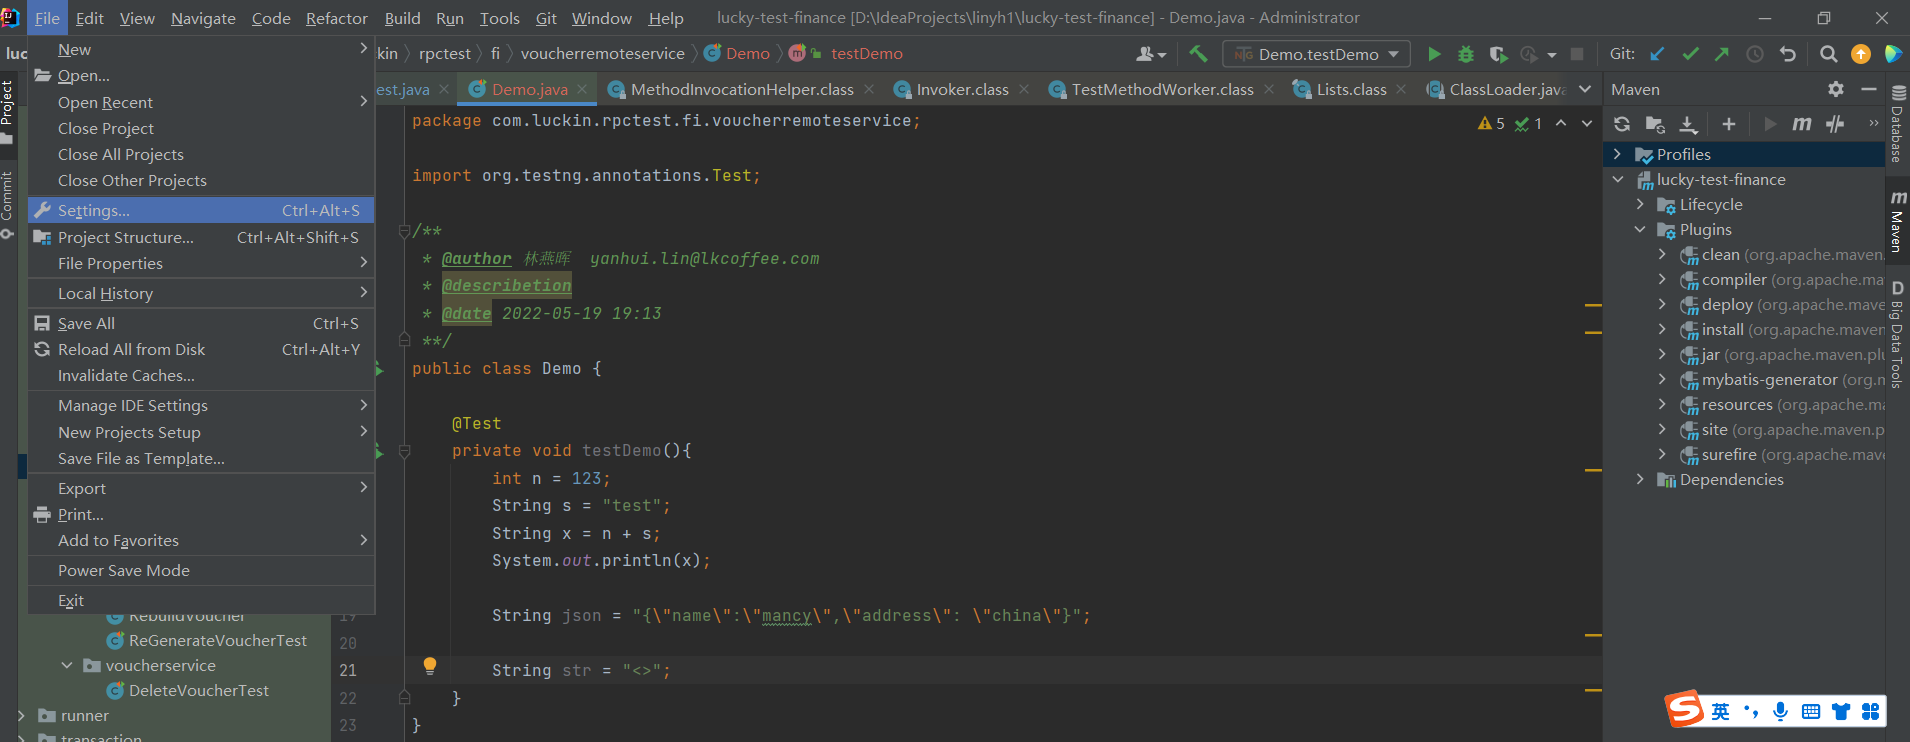 File Edit View Navigate Code Refactor Build Run Tools Git Window Help lucky-test-finance [D:\IdeaProjects\linyh1\lucky-test-finance] - Demo.java - Administrator
luc
kin rpctest fi voucherremoteservice Demo testDemo Demo.testDemo Git:
New
Open...
Open Recent
Close Project
Close All Projects
Close Other Projects
Settings... Ctrl+Alt+S
Project Structure... Ctrl+Alt+Shift+S
File Properties
Local History
Save All Ctrl+S
Reload All from Disk Ctrl+Alt+Y
Invalidate Caches...
Manage IDE Settings
New Projects Setup
Save File as Template...
Export
Print...
Add to Favorites
Power Save Mode
Exit
Project
Commit
RebuildVoucher
ReGenerateVoucherTest
voucherservice
DeleteVoucherTest
runner
transaction
est.java Demo.java MethodInvocationHelper.class Invoker.class TestMethodWorker.class Lists.class ClassLoader.java
5 1
package com.luckin.rpctest.fi.voucherremoteservice;
import org.testng.annotations.Test;
/**
* @author 林燕晖 yanhui.lin@lkcoffee.com
* @describetion
* @date 2022-05-19 19:13
**/
public class Demo {
@Test
private void testDemo(){
int n = 123;
String s = "test";
String x = n + s;
System.out.println(x);
19 String json = "{\"name\":\"mancy\",\"address\": \"china\"}";
20
21 String str = "<>";
22 }
23 }
Maven
Profiles
lucky-test-finance
Lifecycle
Plugins
clean (org.apache.maven.
compiler (org.apache.ma
deploy (org.apache.mave
install (org.apache.mave
jar (org.apache.maven.plu
mybatis-generator (org.m
resources (org.apache.ma
site (org.apache.maven.p
surefire (org.apache.mave
Dependencies
Database
m Maven
D Big Data Tools
S 英